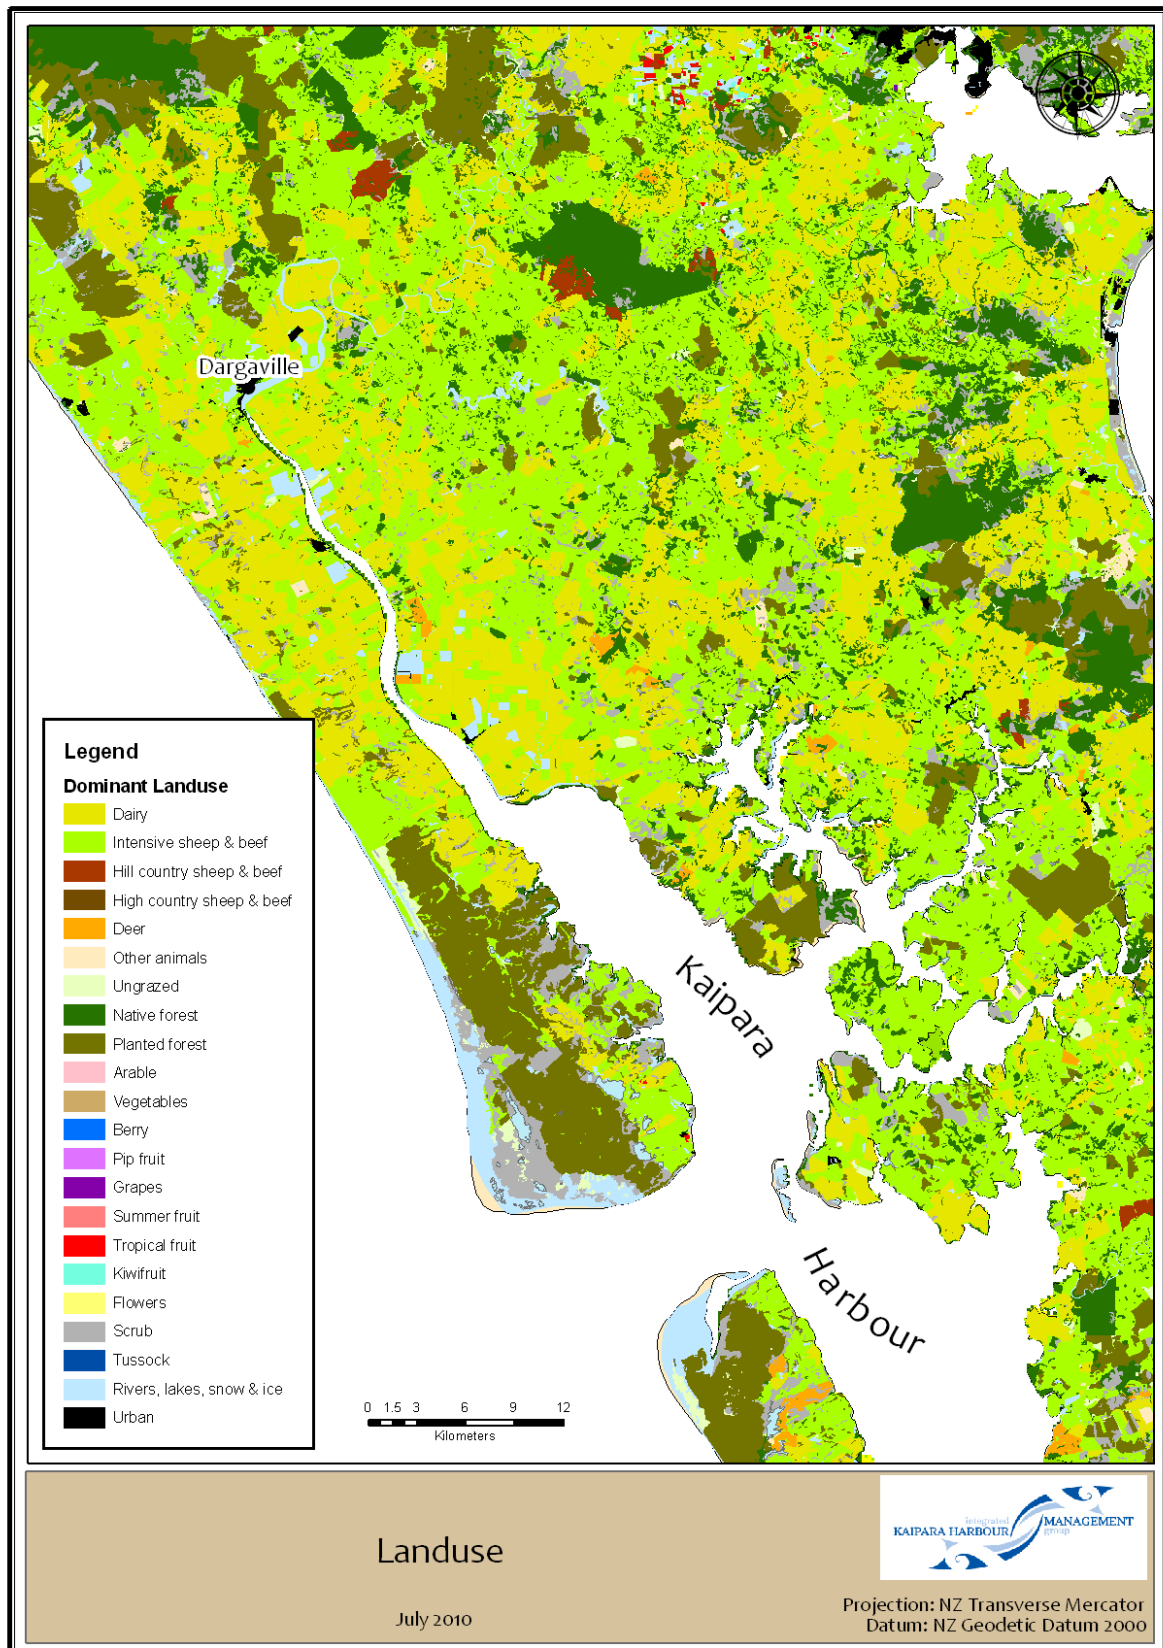 Dargaville
Kaipara
Harbour
Legend
Dominant Landuse
Dairy
Intensive sheep & beef
Hill country sheep & beef
High country sheep & beef
Deer
Other animals
Ungrazed
Native forest
Planted forest
Arable
Vegetables
Berry
Pip fruit
Grapes
Summer fruit
Tropical fruit
Kiwifruit
Flowers
Scrub
Tussock
Rivers, lakes, snow & ice
Urban
0 1.5 3 6 9 12
Kilometers
Landuse
July 2010
integrated
KAIPARA HARBOUR MANAGEMENT
group
Projection: NZ Transverse Mercator
Datum: NZ Geodetic Datum 2000